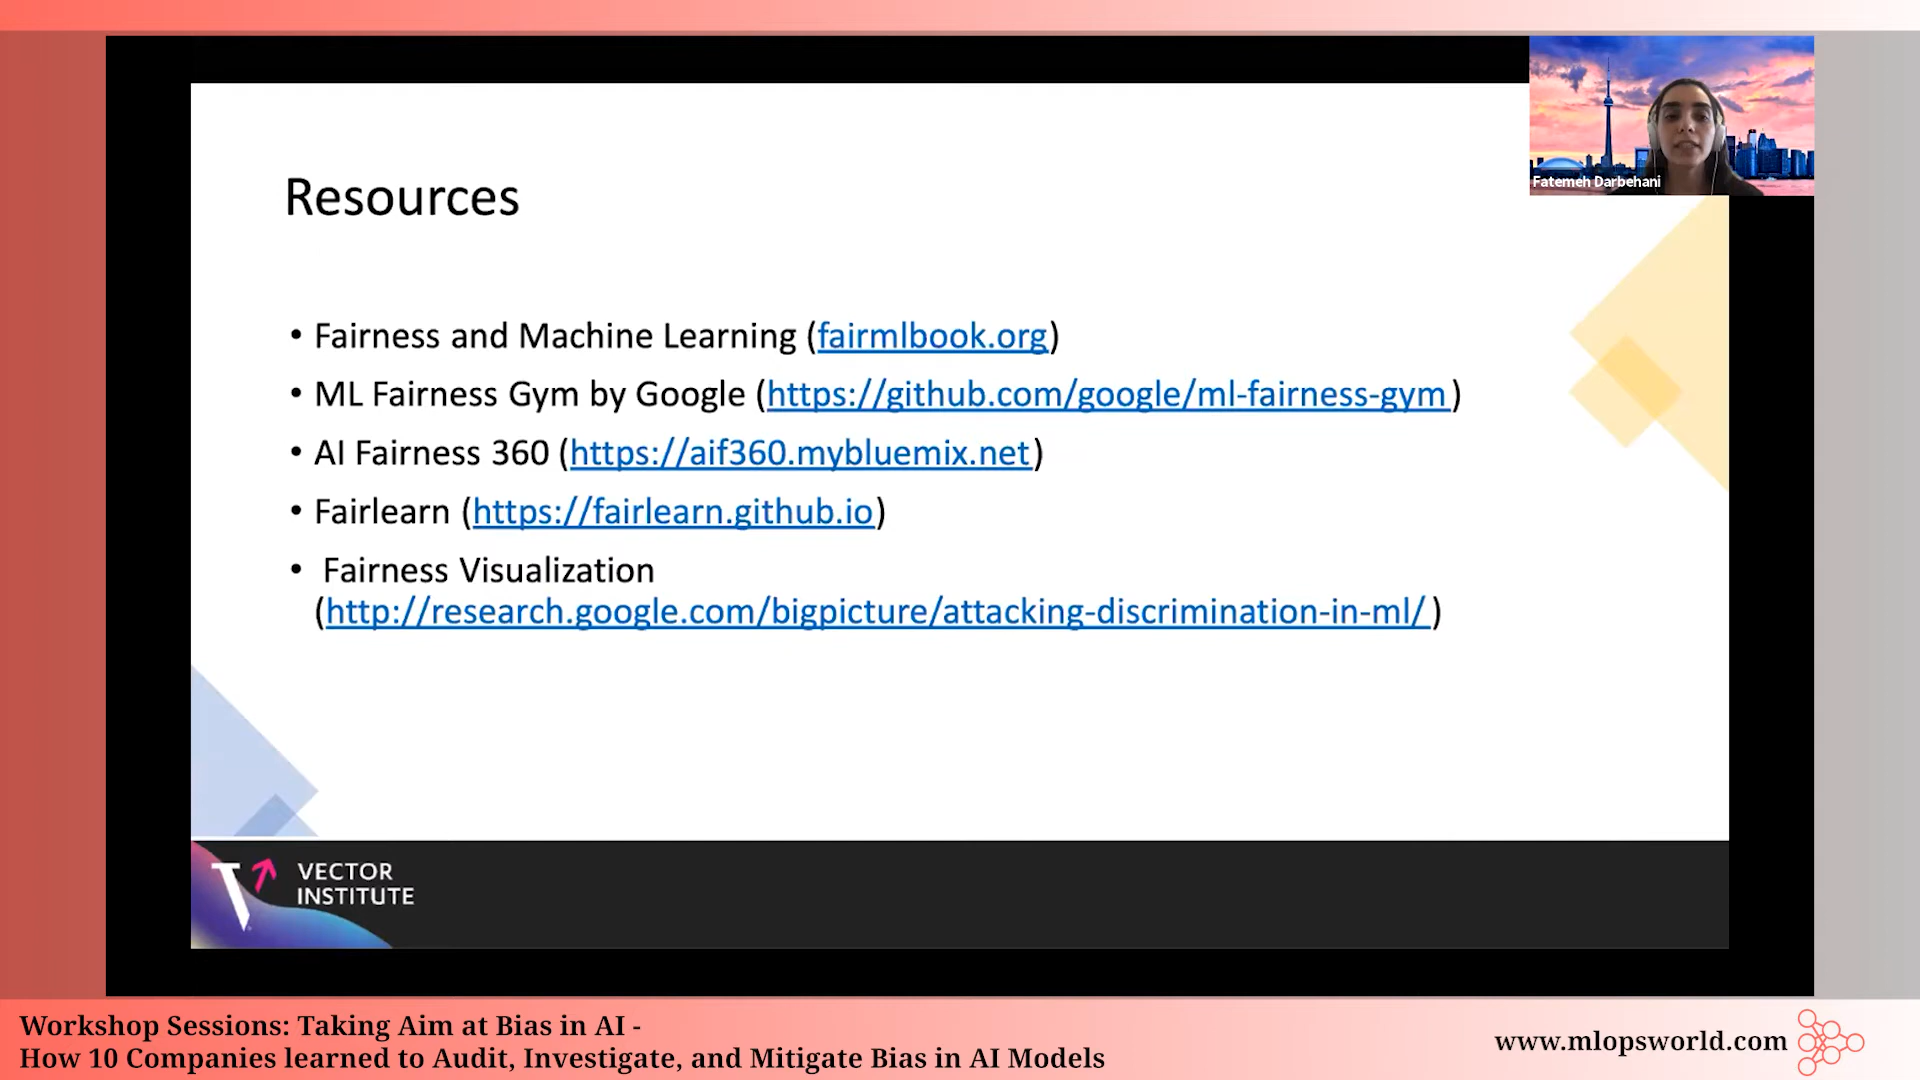 Fatemeh Darbehani
Resources
• Fairness and Machine Learning (fairmlbook.org)
• ML Fairness Gym by Google (https://github.com/google/ml-fairness-gym)
• AI Fairness 360 (https://aif360.mybluemix.net)
• Fairlearn (https://fairlearn.github.io)
• Fairness Visualization
(http://research.google.com/bigpicture/attacking-discrimination-in-ml/)
VECTOR
INSTITUTE
Workshop Sessions: Taking Aim at Bias in AI -
How 10 Companies learned to Audit, Investigate, and Mitigate Bias in AI Models
www.mlopsworld.com